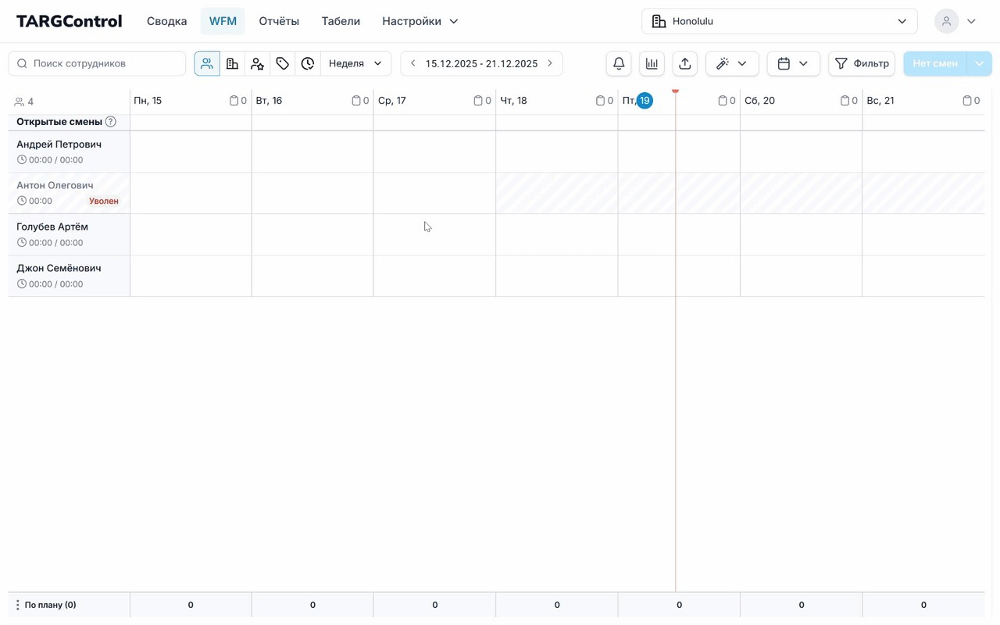 TARGControl Сводка WFM Отчёты Табели Настройки Honolulu
Поиск сотрудников Неделя 15.12.2025 - 21.12.2025 Фильтр Нет смен
4 Пн, 15 0 Вт, 16 0 Ср, 17 0 Чт, 18 0 Пт, 19 0 Сб, 20 0 Вс, 21 0
Открытые смены ?
Андрей Петрович
00:00 / 00:00
Антон Олегович
00:00 Уволен
Голубев Артём
00:00 / 00:00
Джон Семёнович
00:00 / 00:00
По плану (0) 0 0 0 0 0 0 0